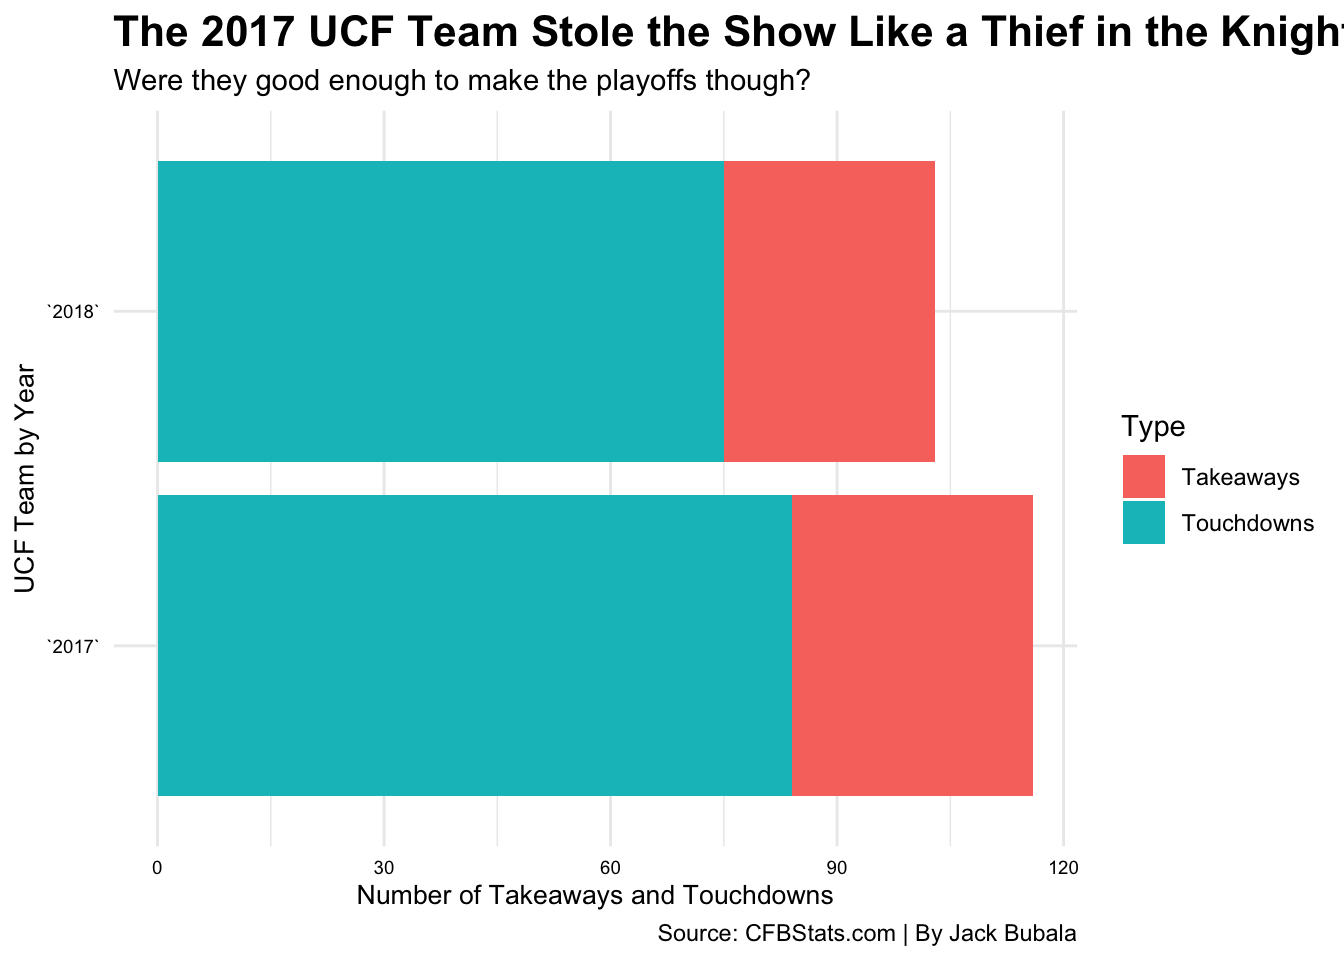 The 2017 UCF Team Stole the Show Like a Thief in the Knight
Were they good enough to make the playoffs though?
`2018`
`2017`
UCF Team by Year
0 30 60 90 120
Number of Takeaways and Touchdowns
Type
Takeaways
Touchdowns
Source: CFBStats.com | By Jack Bubala